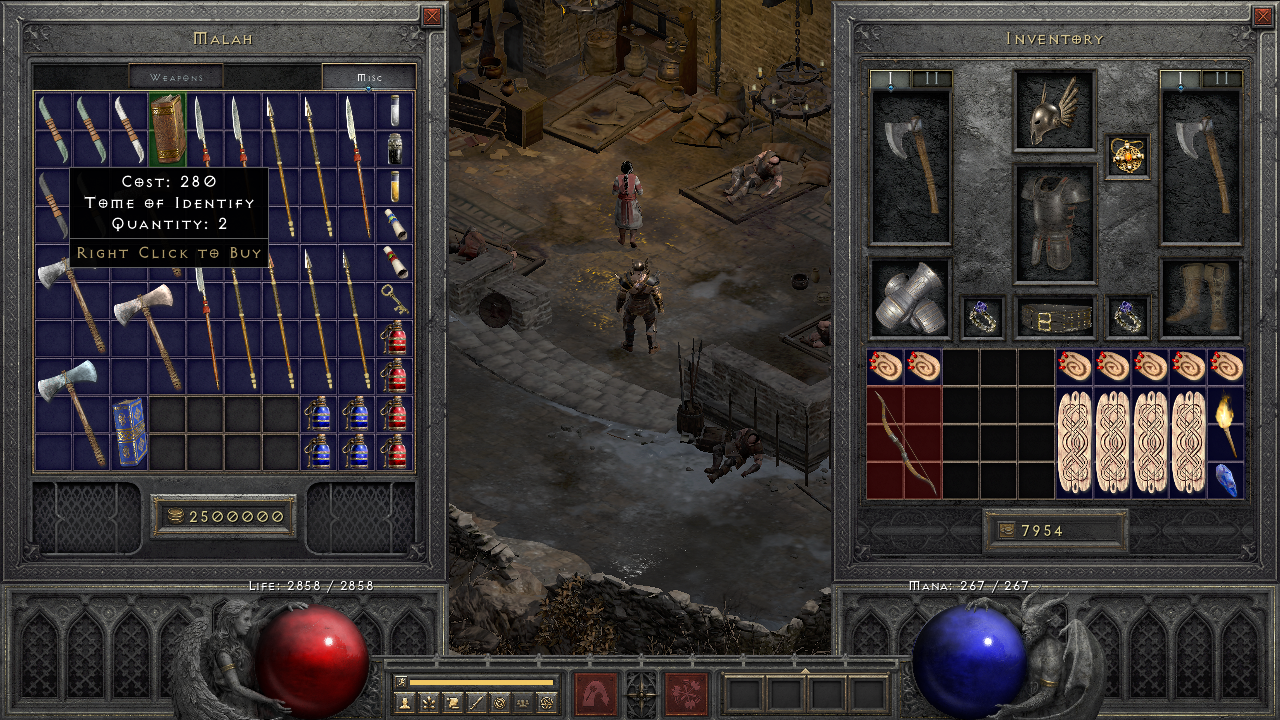 Malah
Weapons
Misc
Cost: 280
Tome of Identify
Quantity: 2
Right Click to Buy
2500000
Inventory
I
II
I
II
7954
Life: 2858 / 2858
Mana: 267 / 267